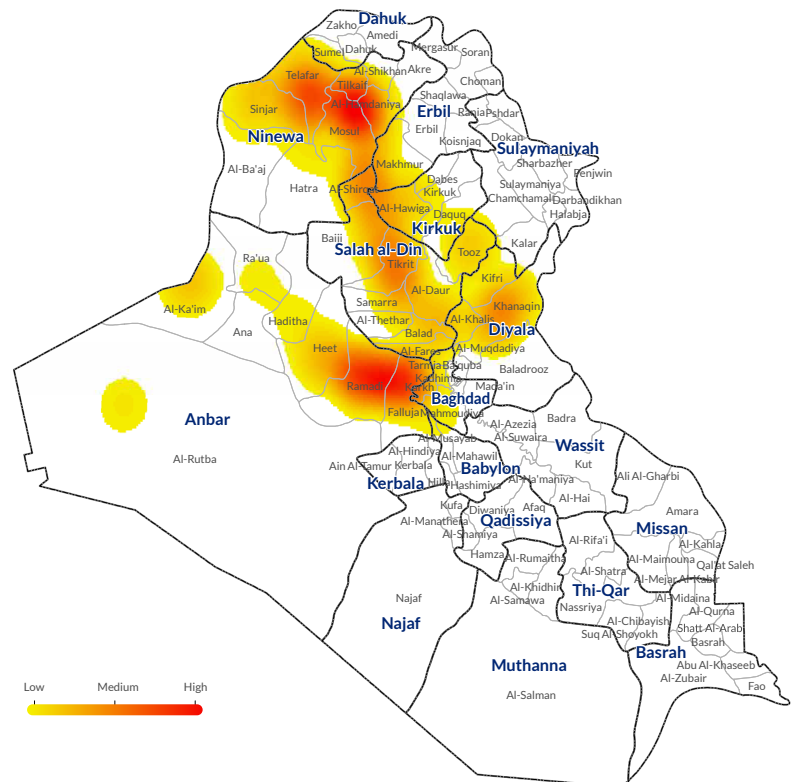 Dahuk
Zakho
Amedi
Sumel
Dahuk
Mergasur
Soran
Telafar
Al-Shikhan
Akre
Choman
Tilkaif
Shaqlawa
Sinjar
Al-Hamdaniya
Erbil
Rania
Pshdar
Mosul
Erbil
Ninewa
Dokan
Koisnjaq
Sulaymaniyah
Al-Ba'aj
Makhmur
Sharbazher
Penjwin
Hatra
Al-Shirqat
Dabes
Kirkuk
Sulaymaniya
Chamchamal
Darbandikhan
Al-Hawiga
Daquq
Halabja
Kirkuk
Baiji
Salah al-Din
Kalar
Ra'ua
Tikrit
Tooz
Kifri
Al-Ka'im
Samarra
Al-Daur
Khanaqin
Haditha
Al-Thethar
Al-Khalis
Diyala
Ana
Balad
Heet
Al-Fares
Al-Muqdadiya
Tarmia
Ba'quba
Baladrooz
Ramadi
Kadhimia
Karkh
Mada'in
Baghdad
Falluja
Mahmoudiya
Anbar
Al-Azezia
Badra
Al-Musayab
Al-Suwaira
Wassit
Al-Rutba
Al-Hindiya
Al-Mahawil
Ain Al-Tamur
Kerbala
Babylon
Kut
Kerbala
Hilla
Hashimiya
Al-Na'maniya
Ali Al-Gharbi
Al-Hai
Kufa
Diwaniya
Afaq
Al-Manathera
Qadissiya
Amara
Al-Shamiya
Missan
Hamza
Al-Rumaitha
Al-Rifa'i
Al-Kahla
Al-Maimouna
Qal'at Saleh
Al-Shatra
Al-Mejar Al-Kabir
Al-Khidhir
Thi-Qar
Najaf
Al-Samawa
Nassriya
Al-Midaina
Al-Qurna
Najaf
Al-Chibayish
Shatt Al-Arab
Suq Al-Shoyokh
Basrah
Basrah
Muthanna
Abu Al-Khaseeb
Al-Zubair
Fao
Al-Salman
Low
Medium
High